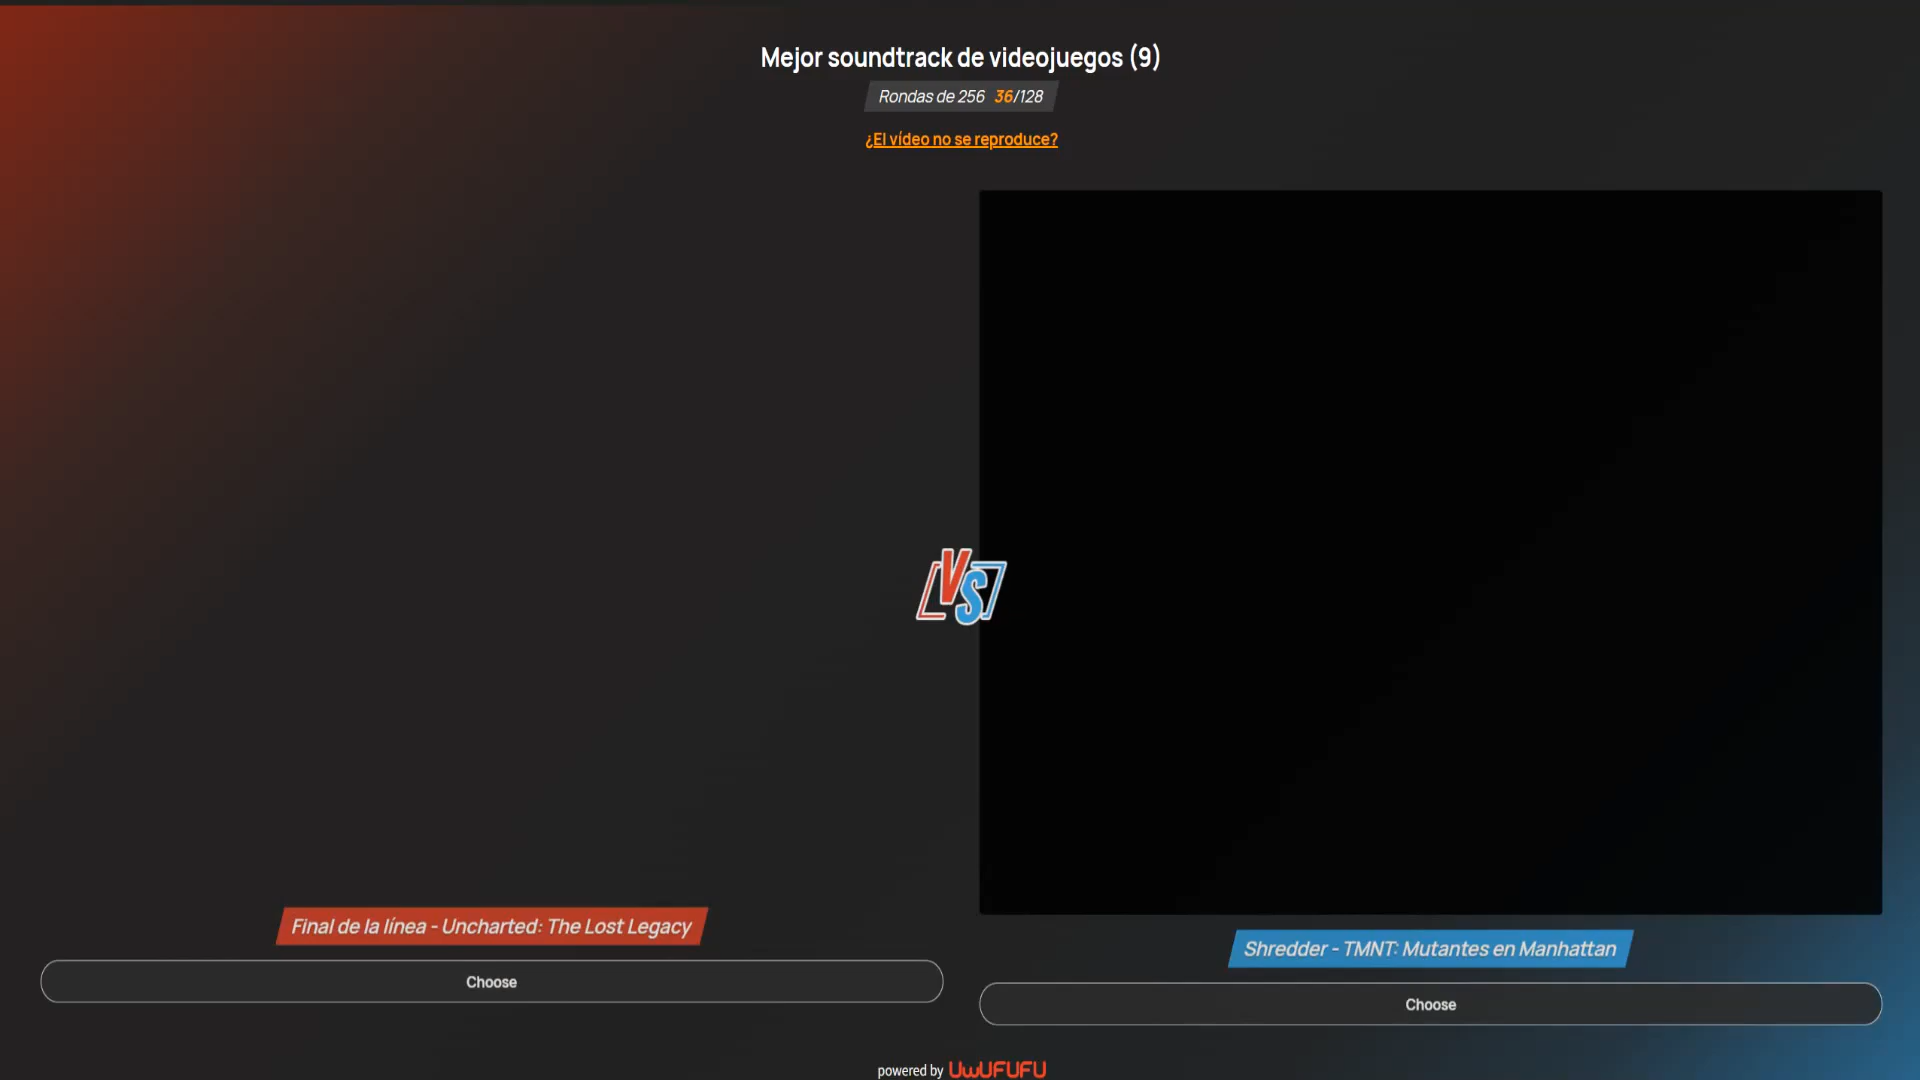 Mejor soundtrack de videojuegos (9)
Rondas de 256 36/128
¿El vídeo no se reproduce?
VS
Final de la línea - Uncharted: The Lost Legacy
Choose
Shredder - TMNT: Mutantes en Manhattan
Choose
powered by UwUFUFU